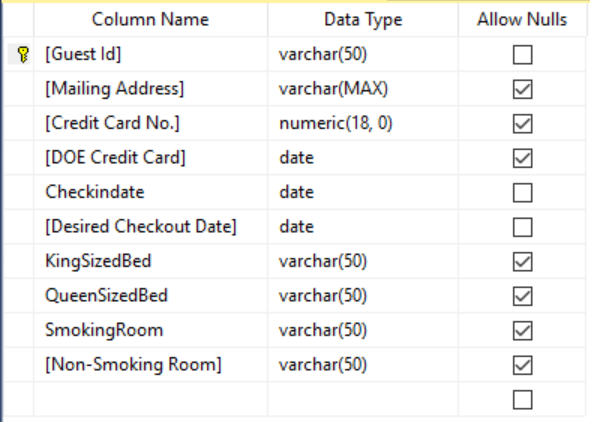 Column Name Data Type Allow Nulls
[Guest Id] varchar(50)
[Mailing Address] varchar(MAX)
[Credit Card No.] numeric(18, 0)
[DOE Credit Card] date
Checkindate date
[Desired Checkout Date] date
KingSizedBed varchar(50)
QueenSizedBed varchar(50)
SmokingRoom varchar(50)
[Non-Smoking Room] varchar(50)